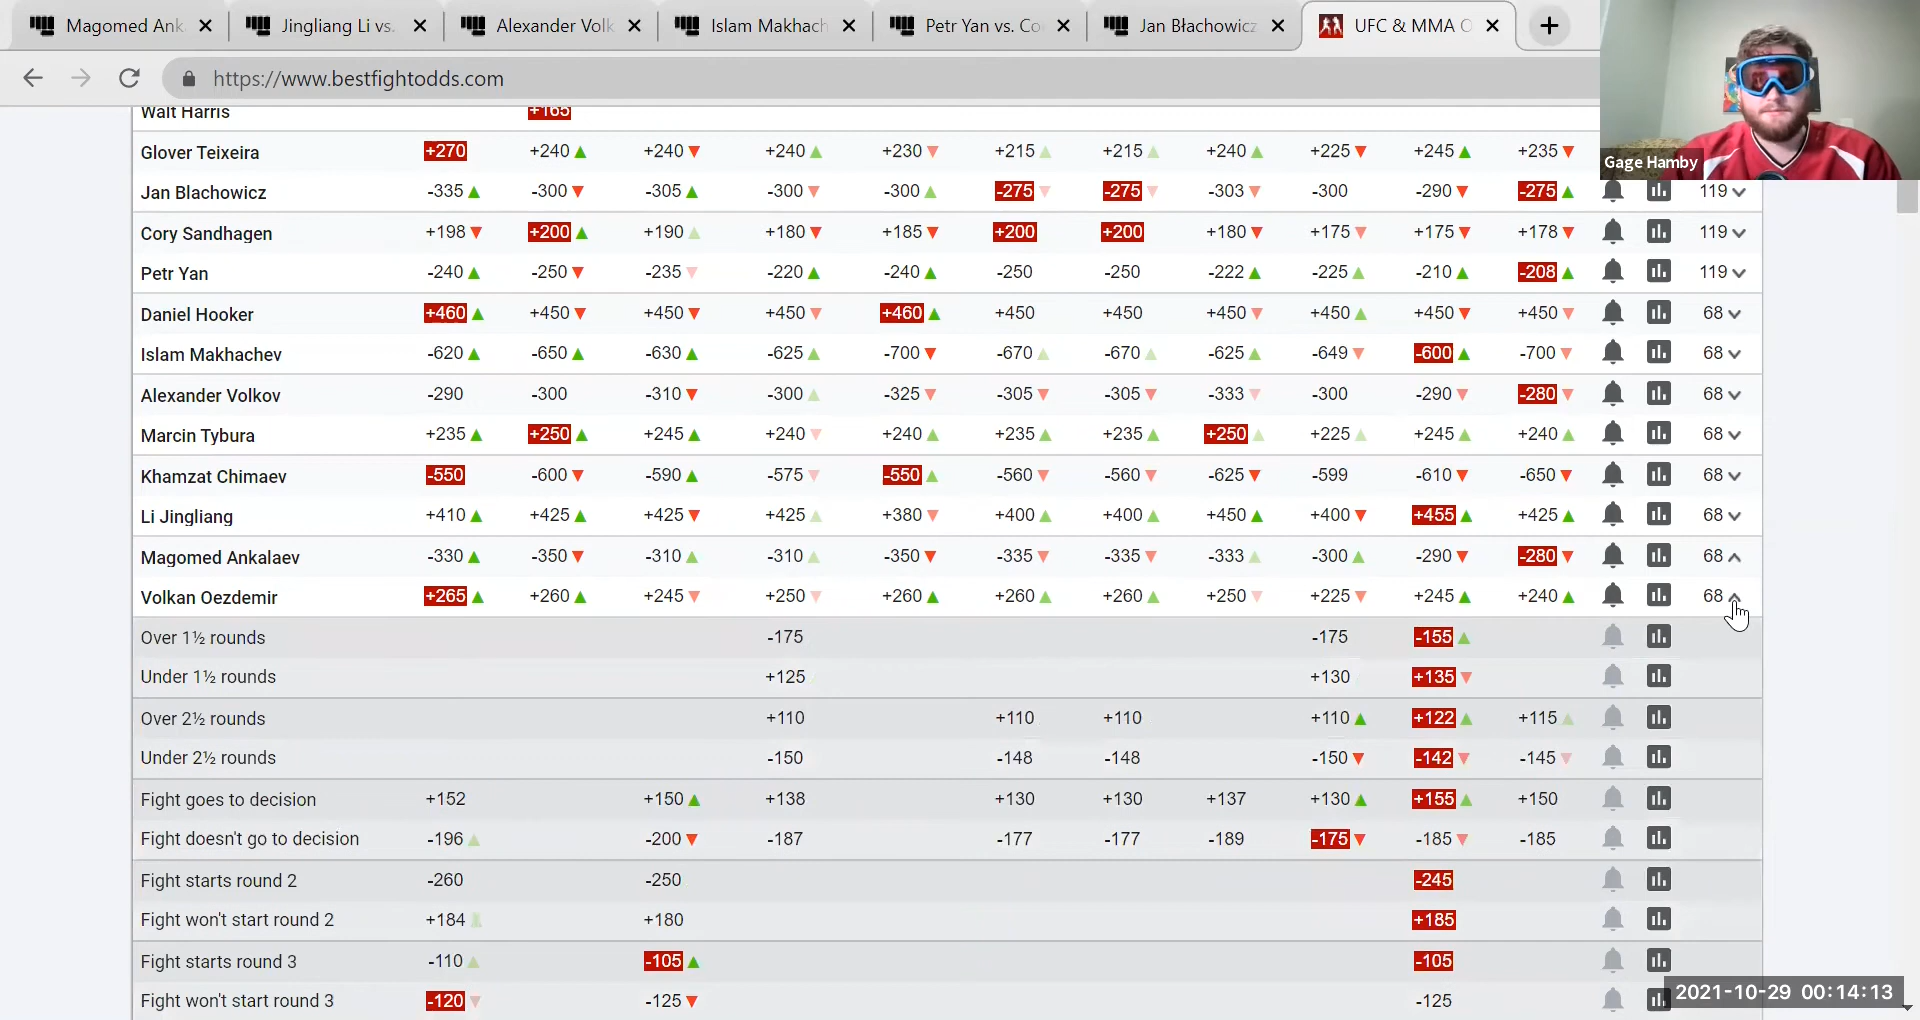 Magomed Ank
Jingliang Li vs.
Alexander Volk
Islam Makhach
Petr Yan vs. Co
Jan Błachowicz
UFC & MMA O
https://www.bestfightodds.com
Gage Hamby
Walt Harris +165
Glover Teixeira +270 +240 +240 +240 +230 +215 +215 +240 +225 +245 +235
Jan Blachowicz -335 -300 -305 -300 -300 -275 -275 -303 -300 -290 -275 119
Cory Sandhagen +198 +200 +190 +180 +185 +200 +200 +180 +175 +175 +178 119
Petr Yan -240 -250 -235 -220 -240 -250 -250 -222 -225 -210 -208 119
Daniel Hooker +460 +450 +450 +450 +460 +450 +450 +450 +450 +450 +450 68
Islam Makhachev -620 -650 -630 -625 -700 -670 -670 -625 -649 -600 -700 68
Alexander Volkov -290 -300 -310 -300 -325 -305 -305 -333 -300 -290 -280 68
Marcin Tybura +235 +250 +245 +240 +240 +235 +235 +250 +225 +245 +240 68
Khamzat Chimaev -550 -600 -590 -575 -550 -560 -560 -625 -599 -610 -650 68
Li Jingliang +410 +425 +425 +425 +380 +400 +400 +450 +400 +455 +425 68
Magomed Ankalaev -330 -350 -310 -310 -350 -335 -335 -333 -300 -290 -280 68
Volkan Oezdemir +265 +260 +245 +250 +260 +260 +260 +250 +225 +245 +240 68
Over 1½ rounds -175 -175 -155
Under 1½ rounds +125 +130 +135
Over 2½ rounds +110 +110 +110 +110 +122 +115
Under 2½ rounds -150 -148 -148 -150 -142 -145
Fight goes to decision +152 +150 +138 +130 +130 +137 +130 +155 +150
Fight doesn't go to decision -196 -200 -187 -177 -177 -189 -175 -185 -185
Fight starts round 2 -260 -250 -245
Fight won't start round 2 +184 +180 +185
Fight starts round 3 -110 -105 -105
Fight won't start round 3 -120 -125 -125
2021-10-29 00:14:13